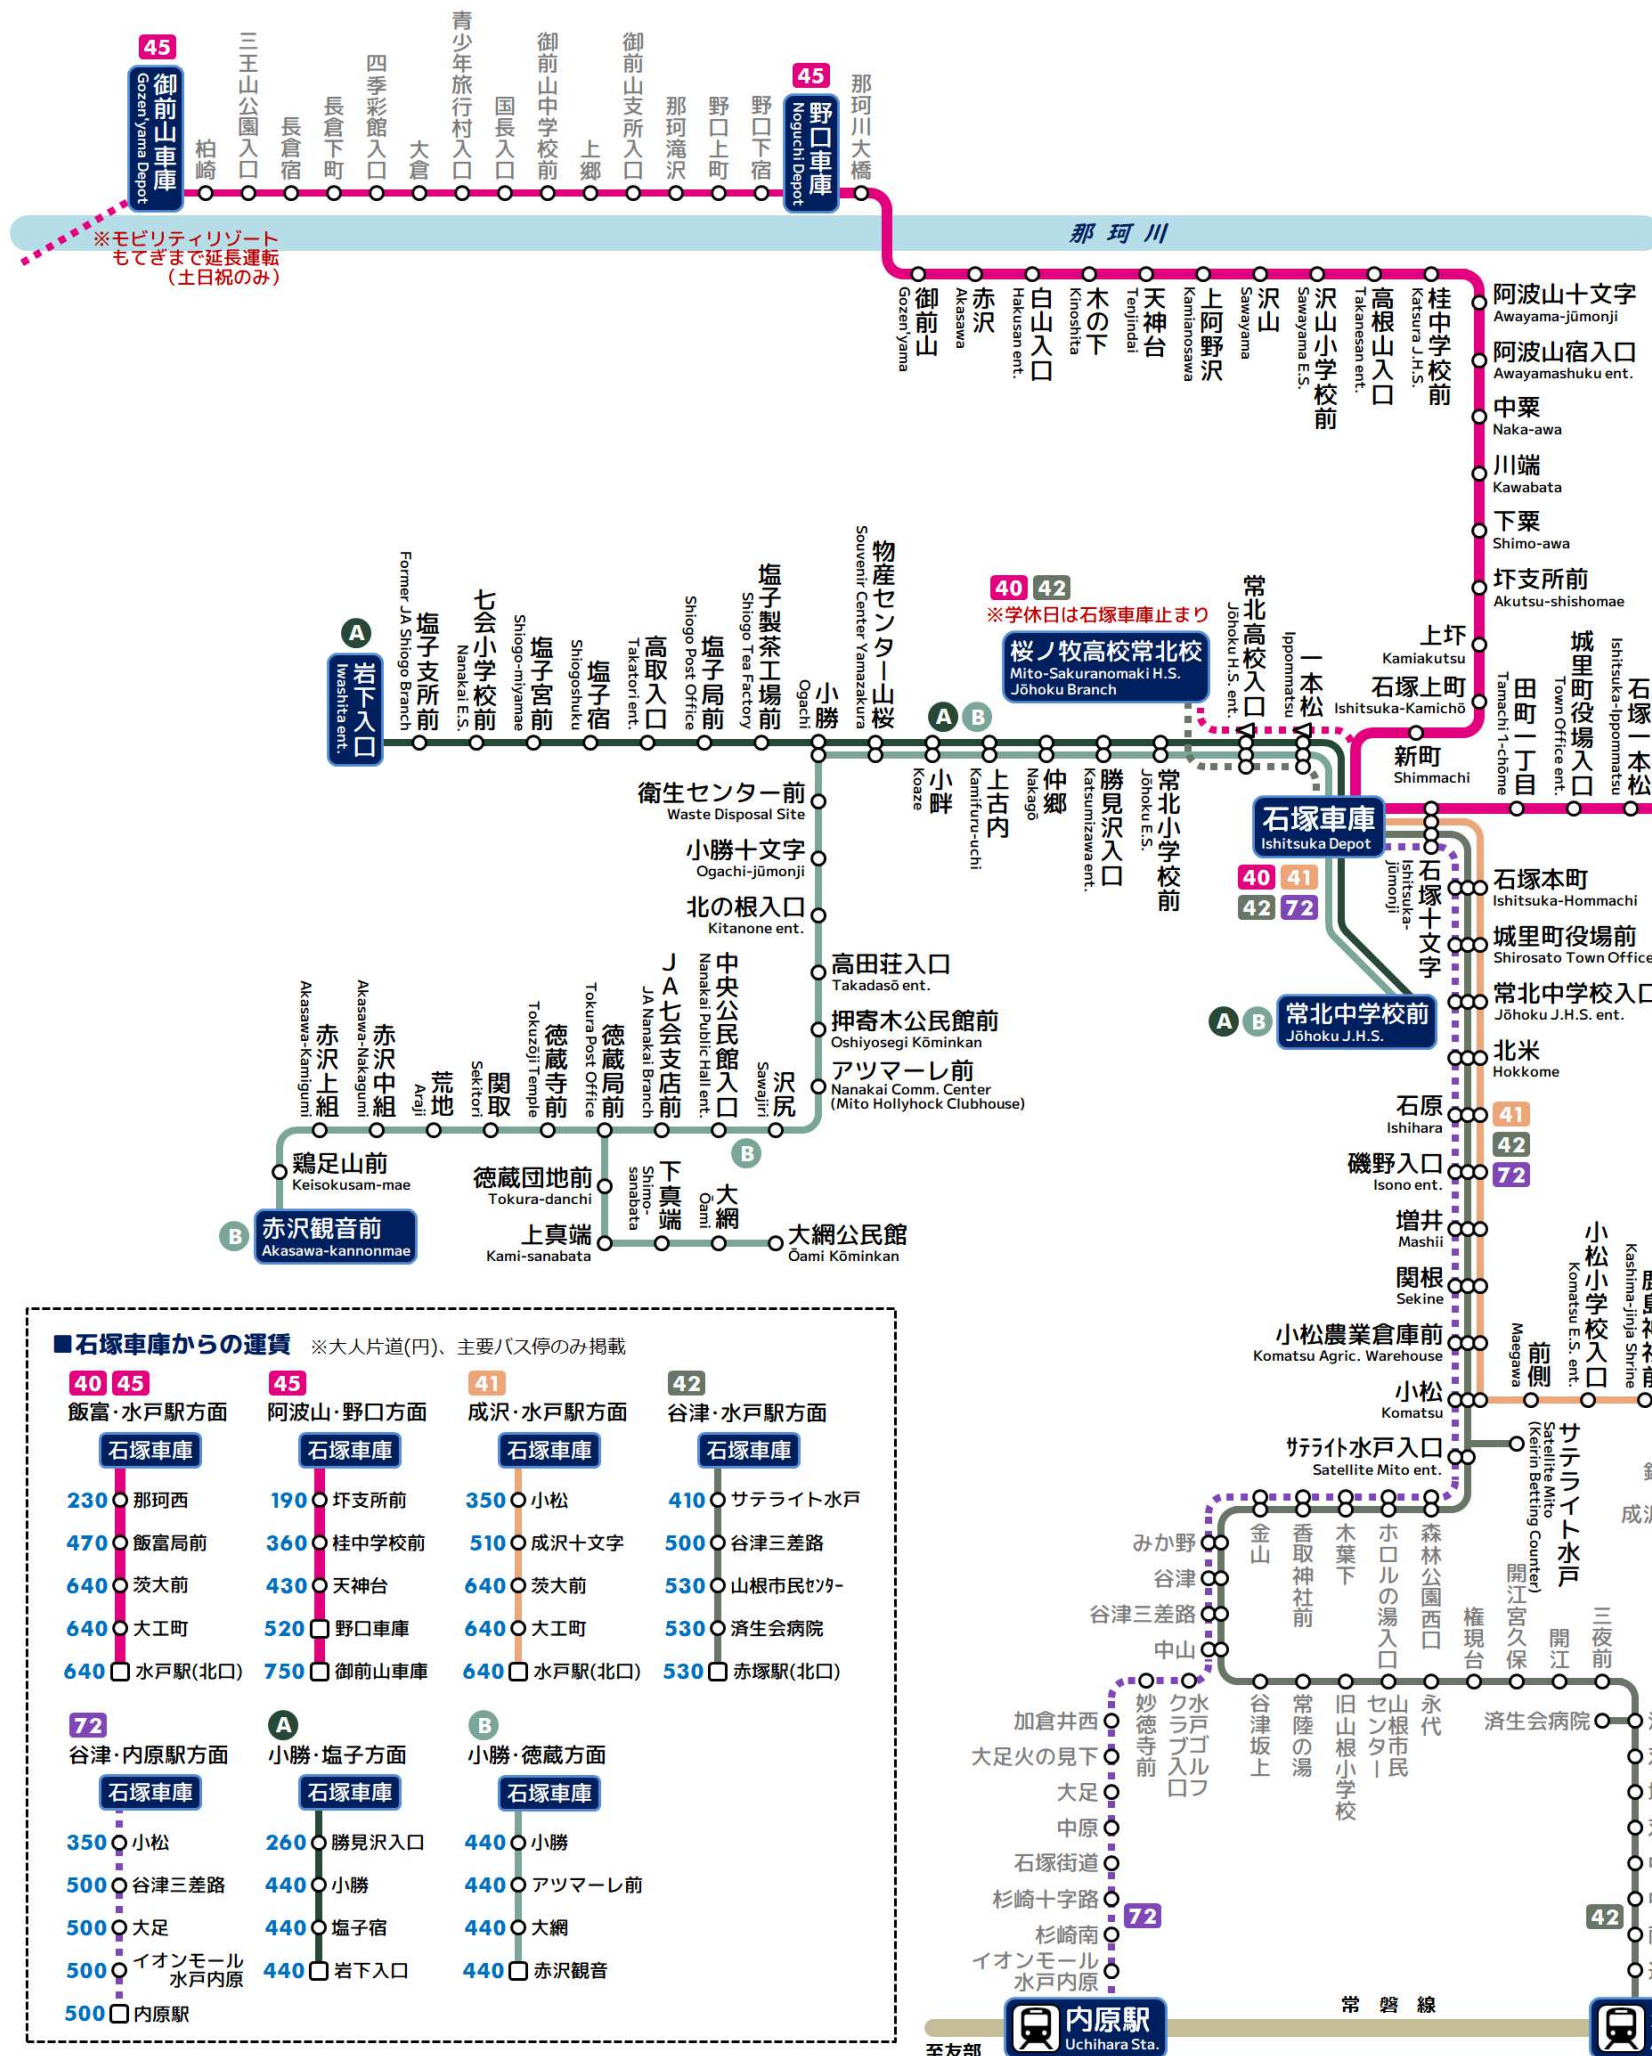 45
御前山車庫
Gozen'yama Depot
柏崎
三王山公園入口
長倉宿
長倉下町
四季彩館入口
大倉
青少年旅行村入口
国長入口
御前山中学校前
上郷
御前山支所入口
那珂滝沢
野口上町
野口下宿
45
野口車庫
Noguchi Depot
那珂川大橋
※モビリティリゾート
もてぎまで延長運転
(土日祝のみ)
那珂川
御前山
Gozen'yama
赤沢
Akasawa
白山入口
Hakusan ent.
木の下
Kinoshita
天神台
Tenjindai
上阿野沢
Kamianosawa
沢山
Sawayama
沢山小学校前
Sawayama E.S.
高根山入口
Takanesan ent.
桂中学校前
Katsura J.H.S.
阿波山十文字
Awayama-jūmonji
阿波山宿入口
Awayamashuku ent.
中粟
Naka-awa
川端
Kawabata
下粟
Shimo-awa
圷支所前
Akutsu-shishomae
上圷
Kamiakutsu
石塚上町
Ishitsuka-Kamichō
新町
Shimmachi
田町一丁目
Tamachi 1-chōme
城里町役場入口
Town Office ent.
石塚一本松
Ishitsuka-Ippommatsu
A
岩下入口
Iwashita ent.
塩子支所前
Former JA Shiogo Branch
七会小学校前
Nanakai E.S.
塩子宮前
Shiogo-miyamae
塩子宿
Shiogoshuku
高取入口
Takatori ent.
塩子局前
Shiogo Post Office
塩子製茶工場前
Shiogo Tea Factory
小勝
Ogachi
物産センター山桜
Souvenir Center Yamazakura
A B
小畔
Koaze
上古内
Kamifuru-uchi
仲郷
Nakagō
勝見沢入口
Katsumizawa ent.
常北小学校前
Jōhoku E.S.
40 42
※学休日は石塚車庫止まり
桜ノ牧高校常北校
Mito-Sakuranomaki H.S.
Jōhoku Branch
常北高校入口
Jōhoku H.S. ent.
一本松
Ippommatsu
石塚車庫
Ishitsuka Depot
40 41
42 72
石塚十文字
Ishitsuka-
jūmonji
A B
常北中学校前
Jōhoku J.H.S.
石塚本町
Ishitsuka-Hommachi
城里町役場前
Shirosato Town Office
常北中学校入口
Jōhoku J.H.S. ent.
北米
Hokkome
石原
Ishihara
41
42
72
磯野入口
Isono ent.
増井
Mashii
関根
Sekine
小松農業倉庫前
Komatsu Agric. Warehouse
小松
Komatsu
前側
Maegawa
小松小学校入口
Komatsu E.S. ent.
鹿島神社前
Kashima-jinja Shrine
ｻﾃﾗｲﾄ水戸入口
Satellite Mito ent.
サテライト水戸
Satellite Mito
(Keirin Betting Counter)
衛生センター前
Waste Disposal Site
小勝十文字
Ogachi-jūmonji
北の根入口
Kitanone ent.
高田荘入口
Takadasō ent.
押寄木公民館前
Oshiyosegi Kōminkan
アツマーレ前
Nanakai Comm. Center
(Mito Hollyhock Clubhouse)
赤沢上組
Akasawa-Kamigumi
赤沢中組
Akasawa-Nakagumi
荒地
Araji
関取
Sekitori
徳蔵寺前
Tokuzōji Temple
徳蔵局前
Tokura Post Office
JA七会支店前
JA Nanakai Branch
中央公民館入口
Nanakai Public Hall ent.
沢尻
Sawajiri
B
鶏足山前
Keisokusam-mae
B
赤沢観音前
Akasawa-kannonmae
徳蔵団地前
Tokura-danchi
上真端
Kami-sanabata
下真端
Shimo-
sanabata
大網
Ōami
大網公民館
Ōami Kōminkan
■石塚車庫からの運賃 ※大人片道(円)、主要バス停のみ掲載
40 45
飯富･水戸駅方面
石塚車庫
230 那珂西
470 飯富局前
640 茨大前
640 大工町
640 水戸駅(北口)
45
阿波山･野口方面
石塚車庫
190 圷支所前
360 桂中学校前
430 天神台
520 野口車庫
750 御前山車庫
41
成沢･水戸駅方面
石塚車庫
350 小松
510 成沢十文字
640 茨大前
640 大工町
640 水戸駅(北口)
42
谷津･水戸駅方面
石塚車庫
410 サテライト水戸
500 谷津三差路
530 山根市民ｾﾝﾀｰ
530 済生会病院
530 赤塚駅(北口)
72
谷津･内原駅方面
石塚車庫
350 小松
500 谷津三差路
500 大足
500 イオンモール
水戸内原
500 内原駅
A
小勝･塩子方面
石塚車庫
260 勝見沢入口
440 小勝
440 塩子宿
440 岩下入口
B
小勝･徳蔵方面
石塚車庫
440 小勝
440 アツマーレ前
440 大網
440 赤沢観音
金山
香取神社前
木葉下
ホロルの湯入口
森林公園西口
みか野
谷津
谷津三差路
中山
谷津坂上
常陸の湯
旧山根小学校
山根市民
センター
永代
権現台
開江宮久保
開江
三夜前
済生会病院
水戸ゴルフ
クラブ入口
妙徳寺前
加倉井西
大足火の見下
大足
中原
石塚街道
杉崎十字路
杉崎南
イオンモール
水戸内原
72
42
成沢
常磐線
内原駅
Uchihara Sta.
至友部